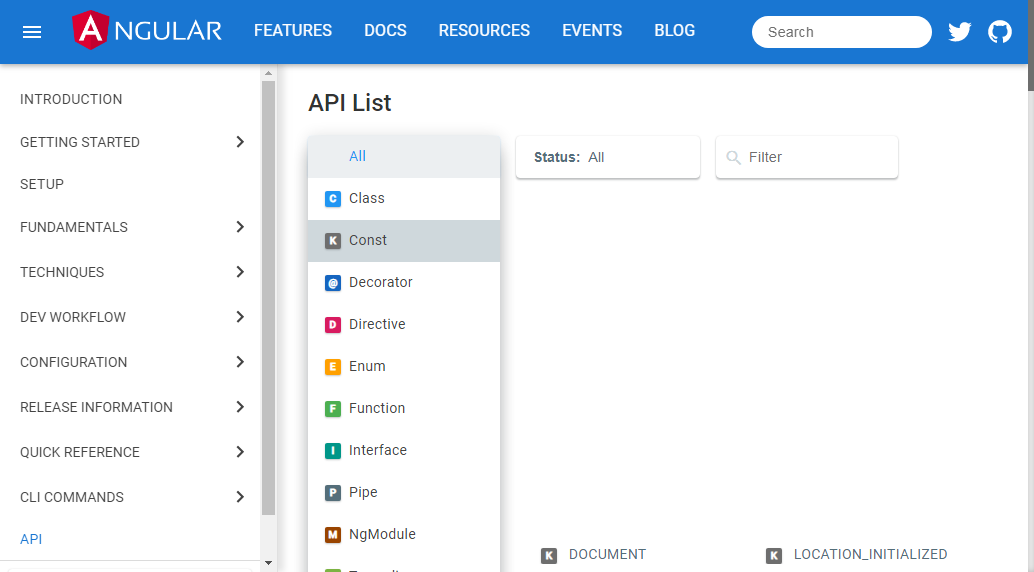 ANGULAR FEATURES DOCS RESOURCES EVENTS BLOG Search
INTRODUCTION
GETTING STARTED
SETUP
FUNDAMENTALS
TECHNIQUES
DEV WORKFLOW
CONFIGURATION
RELEASE INFORMATION
QUICK REFERENCE
CLI COMMANDS
API
API List
All
C Class
K Const
@ Decorator
D Directive
E Enum
F Function
I Interface
P Pipe
M NgModule
Status: All
Filter
K DOCUMENT
K LOCATION_INITIALIZED